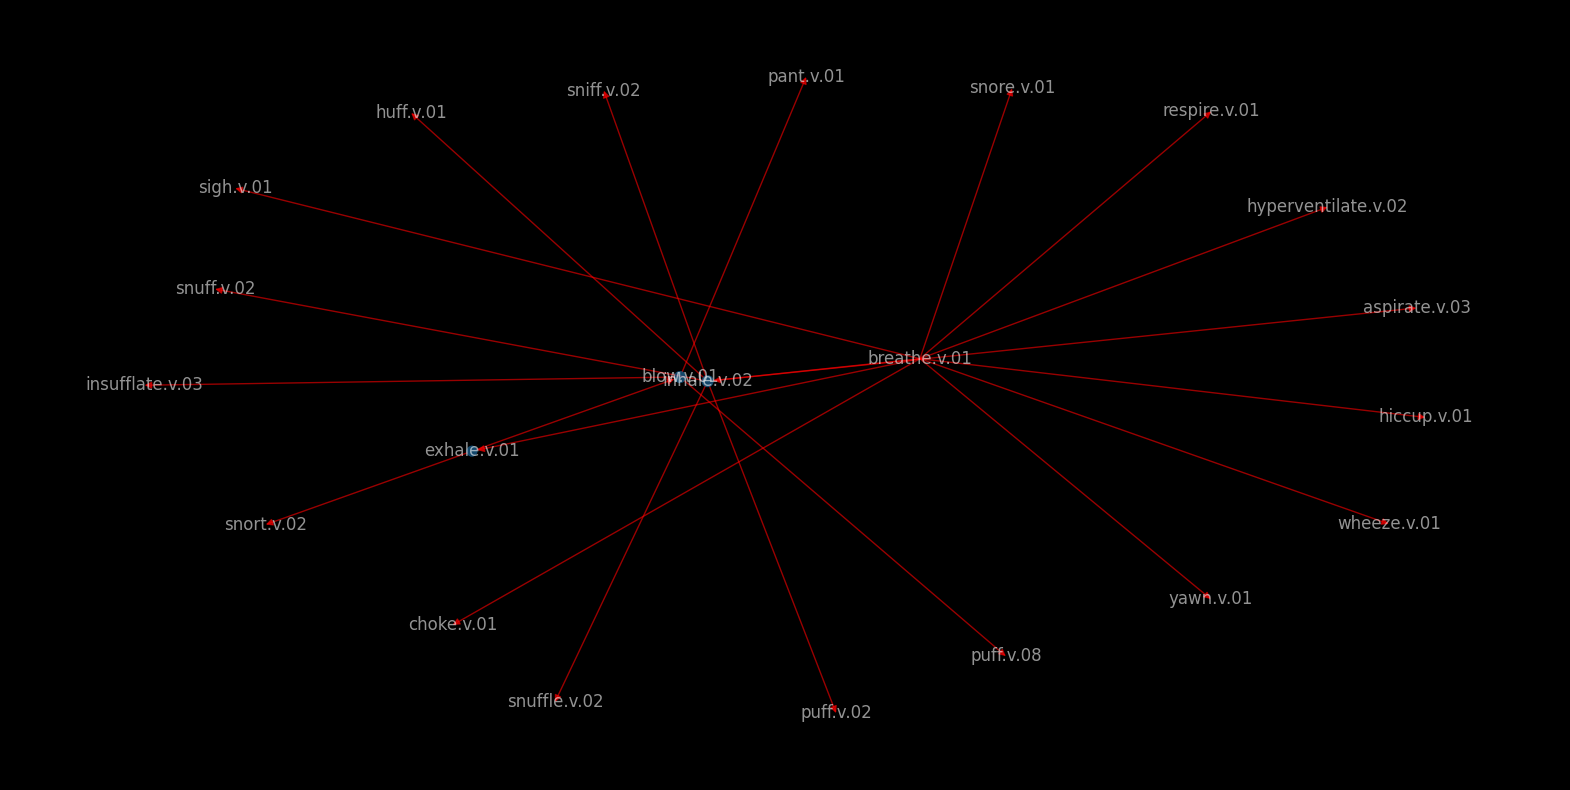 pant.v.01
snore.v.01
sniff.v.02
respire.v.01
huff.v.01
sigh.v.01
hyperventilate.v.02
snuff.v.02
aspirate.v.03
breathe.v.01
blow.v.01
inhale.v.02
insufflate.v.03
hiccup.v.01
exhale.v.01
snort.v.02
wheeze.v.01
yawn.v.01
choke.v.01
puff.v.08
snuffle.v.02
puff.v.02